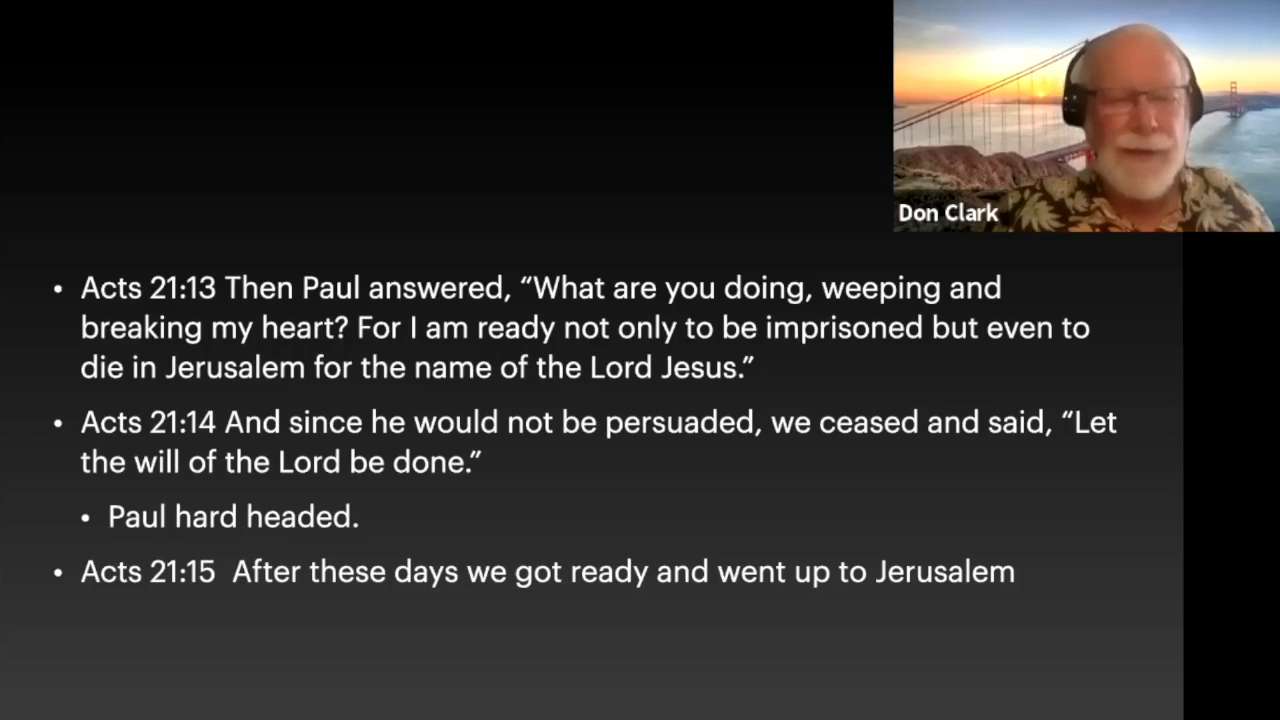 Don Clark
• Acts 21:13 Then Paul answered, “What are you doing, weeping and
breaking my heart? For I am ready not only to be imprisoned but even to
die in Jerusalem for the name of the Lord Jesus.”
• Acts 21:14 And since he would not be persuaded, we ceased and said, “Let
the will of the Lord be done.”
• Paul hard headed.
• Acts 21:15  After these days we got ready and went up to Jerusalem